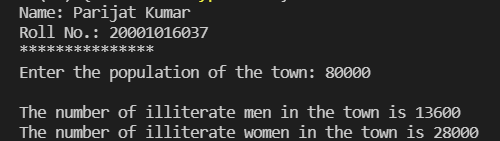 Name: Parijat Kumar
Roll No.: 20001016037
***************
Enter the population of the town: 80000
The number of illiterate men in the town is 13600
The number of illiterate women in the town is 28000